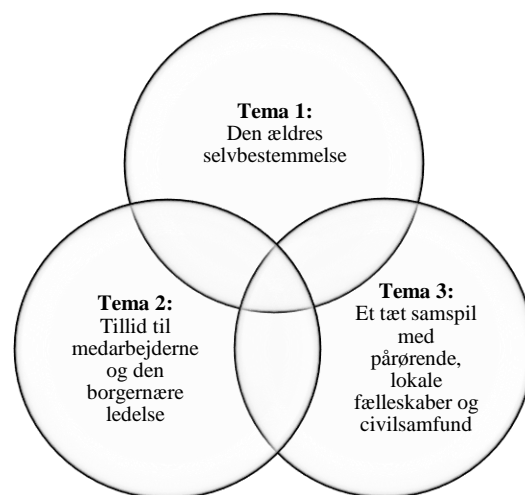 Tema 1:
Den ældres
selvbestemmelse
Tema 2:
Tillid til
medarbejderne
og den
borgernære
ledelse
Tema 3:
Et tæt samspil
med
pårørende,
lokale
fælleskaber og
civilsamfund